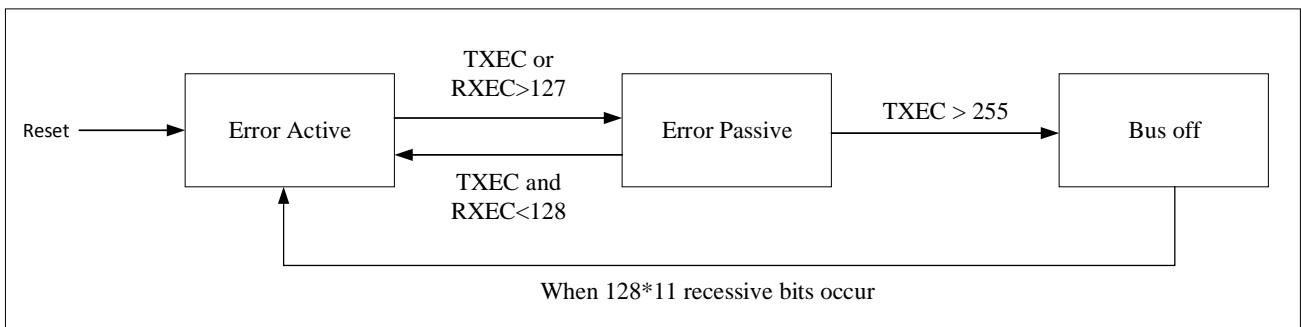 TXEC or
RXEC>127
Reset
Error Active
Error Passive
TXEC > 255
Bus off
TXEC and
RXEC<128
When 128*11 recessive bits occur